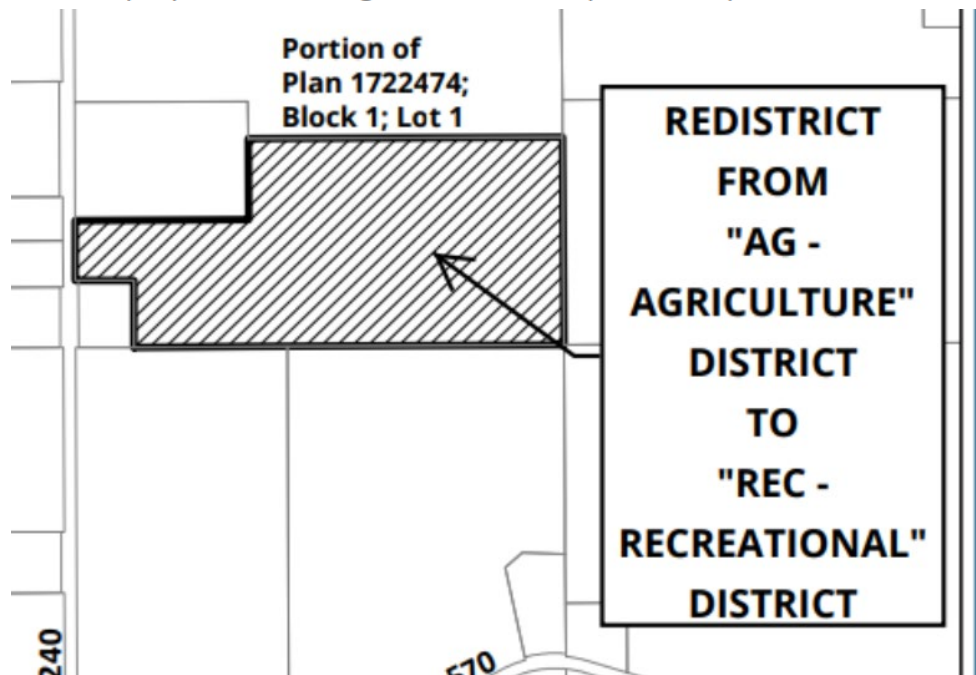 Portion of
Plan 1722474;
Block 1; Lot 1
REDISTRICT
FROM
"AG -
AGRICULTURE"
DISTRICT
TO
"REC -
RECREATIONAL"
DISTRICT
240
570